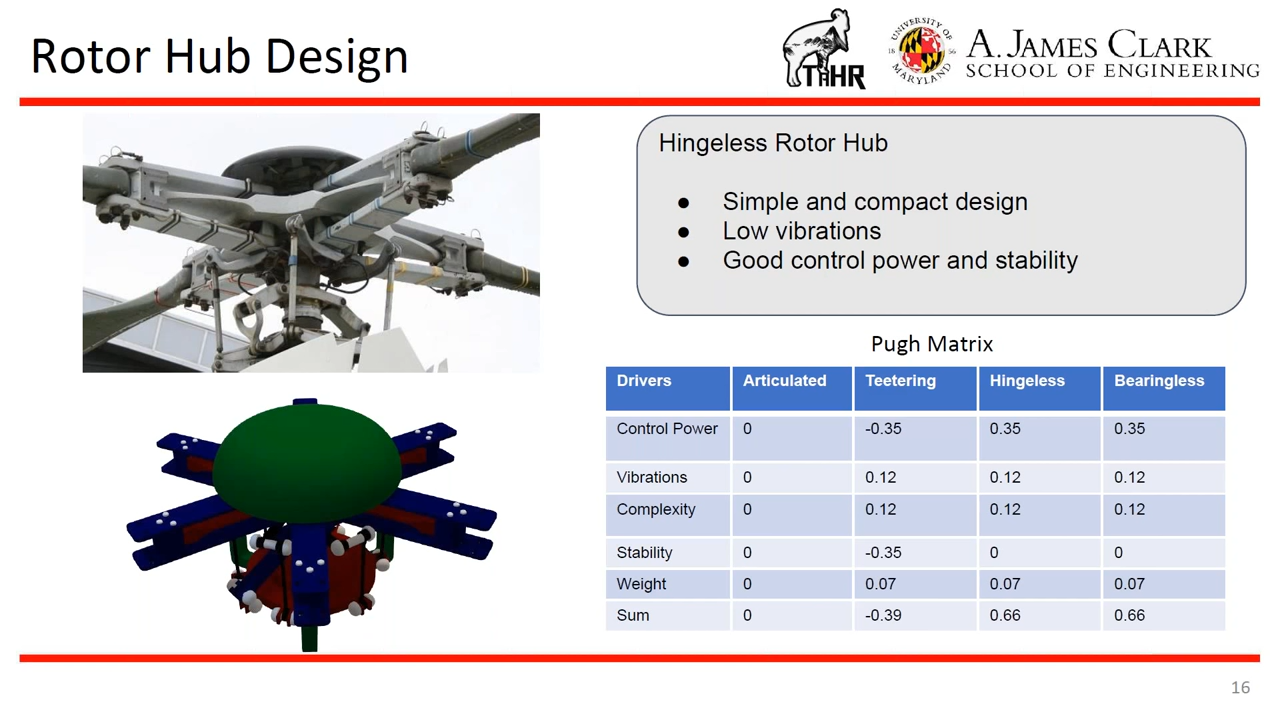 Rotor Hub Design
TAHR
UNIVERSITY OF MARYLAND
18 56
A. JAMES CLARK
SCHOOL OF ENGINEERING
Hingeless Rotor Hub
● Simple and compact design
● Low vibrations
● Good control power and stability
Pugh Matrix
Drivers Articulated Teetering Hingeless Bearingless
Control Power 0 -0.35 0.35 0.35
Vibrations 0 0.12 0.12 0.12
Complexity 0 0.12 0.12 0.12
Stability 0 -0.35 0 0
Weight 0 0.07 0.07 0.07
Sum 0 -0.39 0.66 0.66
16